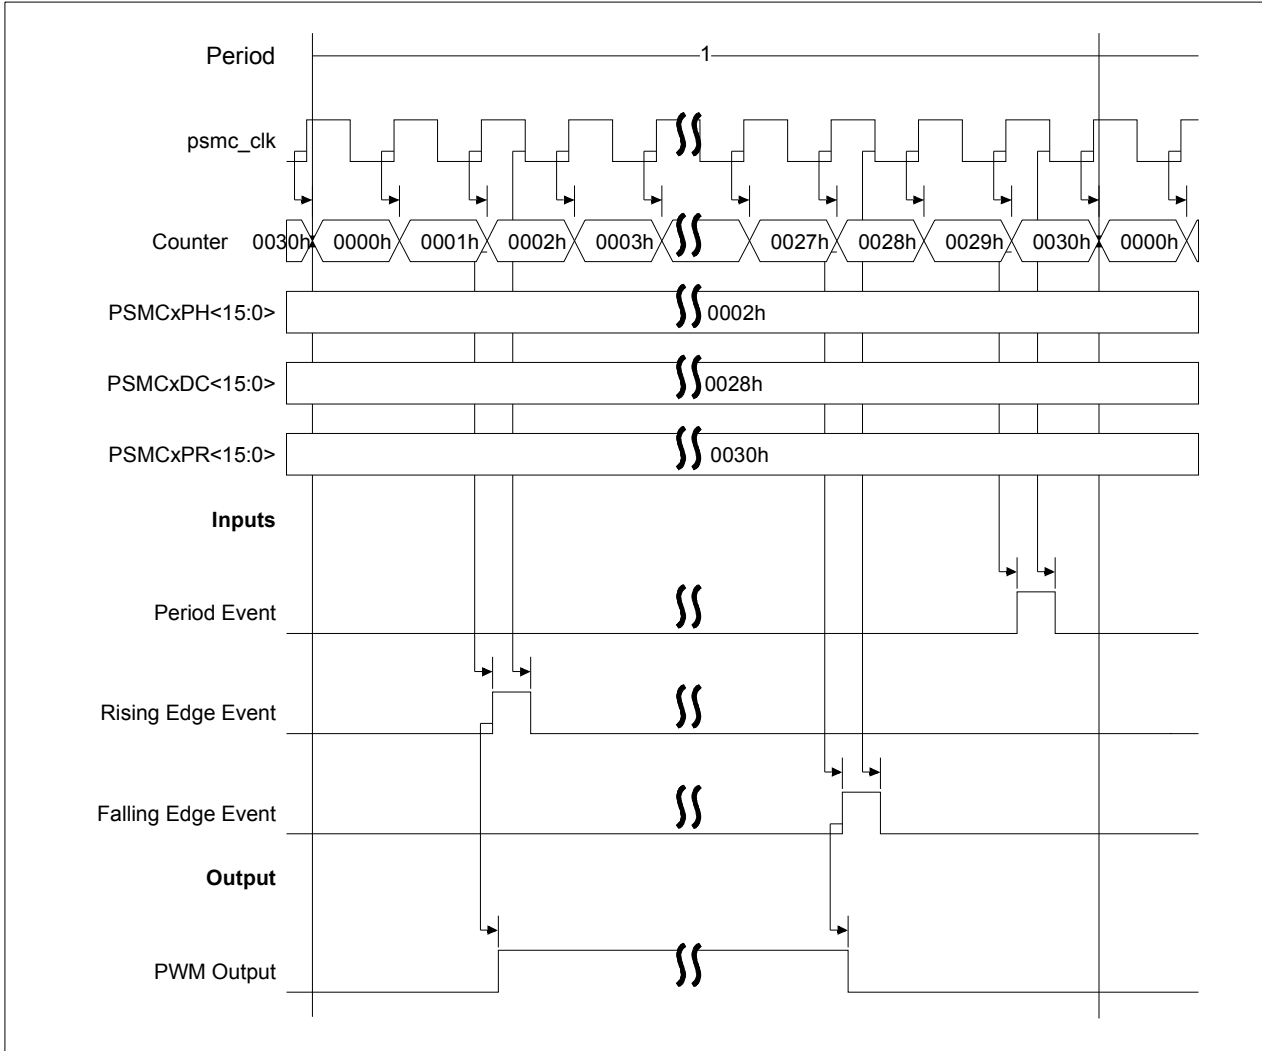 Period
1
psmc_clk
Counter 0030h 0000h 0001h 0002h 0003h 0027h 0028h 0029h 0030h 0000h
PSMCxPH<15:0> 0002h
PSMCxDC<15:0> 0028h
PSMCxPR<15:0> 0030h
Inputs
Period Event
Rising Edge Event
Falling Edge Event
Output
PWM Output